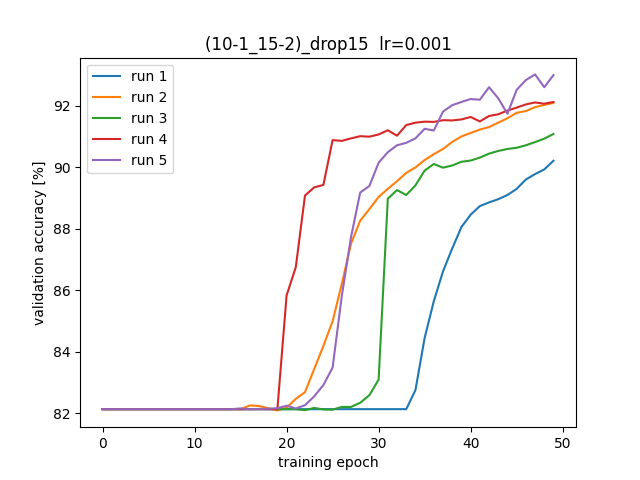 (10-1_15-2)_drop15  lr=0.001
run 1
run 2
run 3
run 4
run 5
validation accuracy [%]
92
90
88
86
84
82
0 10 20 30 40 50
training epoch